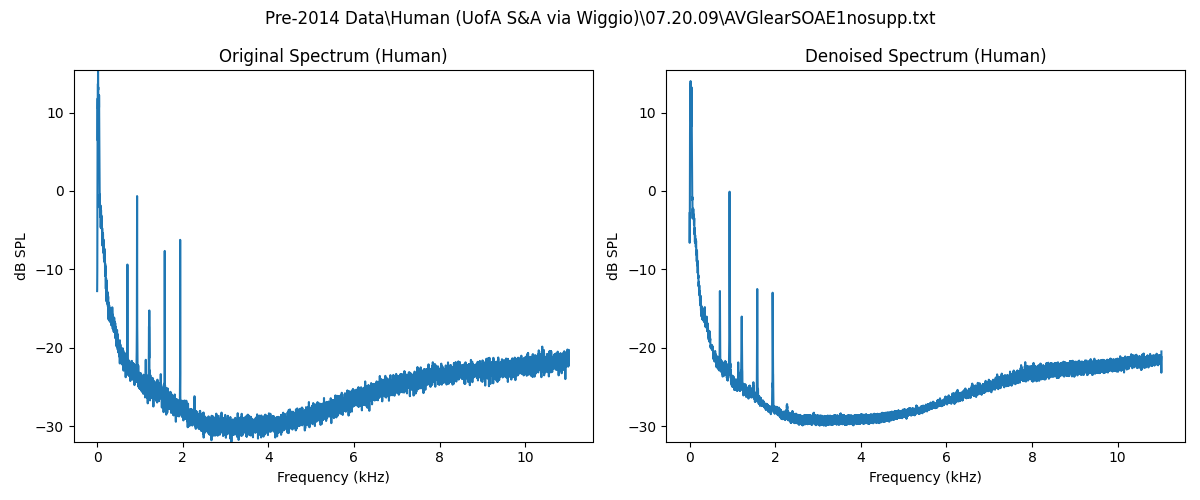 Pre-2014 Data\Human (UofA S&A via Wiggio)\07.20.09\AVGlearSOAE1nosupp.txt
Original Spectrum (Human)
10
0
−10
−20
−30
dB SPL
0 2 4 6 8 10
Frequency (kHz)
Denoised Spectrum (Human)
10
0
−10
−20
−30
dB SPL
0 2 4 6 8 10
Frequency (kHz)